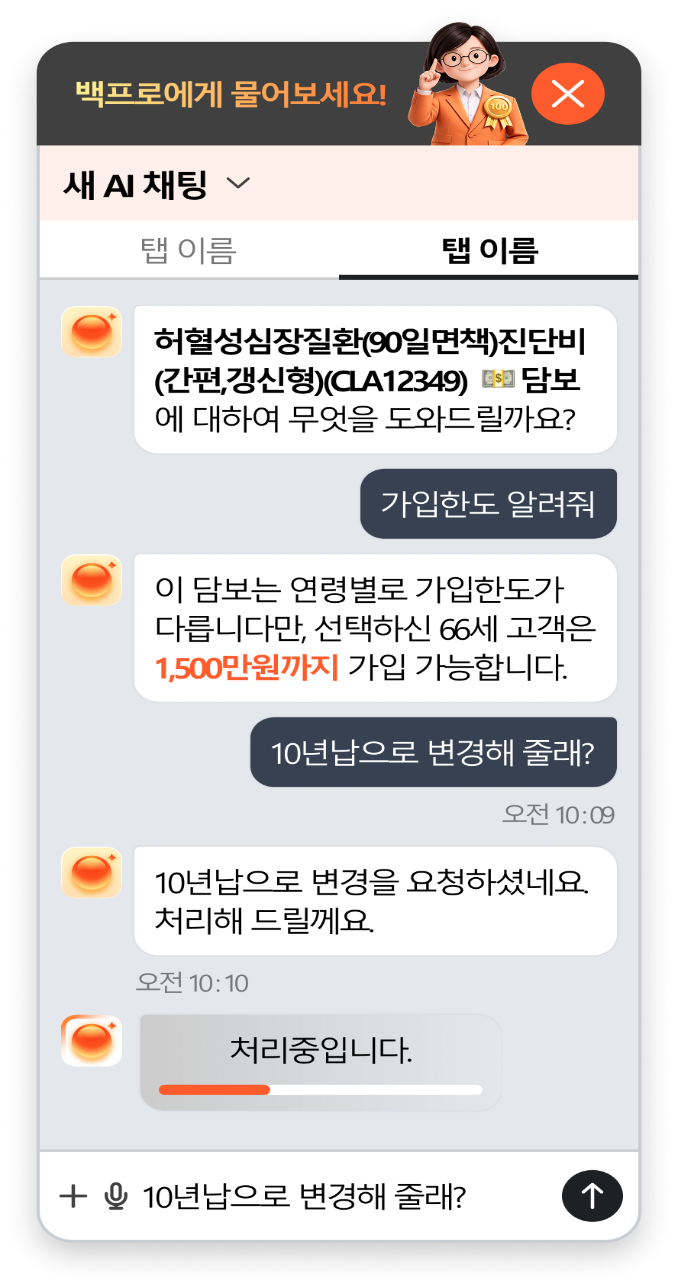 백프로에게 물어보세요!
100
새 AI 채팅
탭 이름
탭 이름
허혈성심장질환(90일면책)진단비
(간편,갱신형)(CLA12349) 💵 담보
에 대하여 무엇을 도와드릴까요?
가입한도 알려줘
이 담보는 연령별로 가입한도가
다릅니다만, 선택하신 66세 고객은
1,500만원까지 가입 가능합니다.
10년납으로 변경해 줄래?
오전 10:09
10년납으로 변경을 요청하셨네요.
처리해 드릴께요.
오전 10:10
처리중입니다.
10년납으로 변경해 줄래?